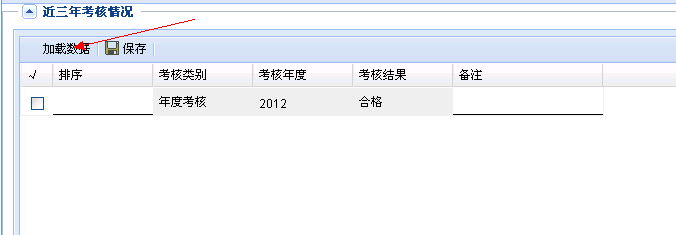 近三年考核情况
加载数据 保存
√ 排序 考核类别 考核年度 考核结果 备注
年度考核 2012 合格